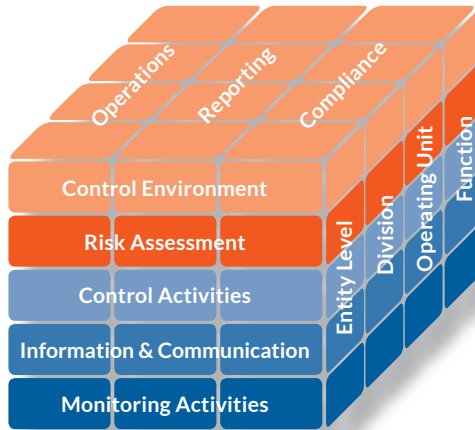 Operations
Reporting
Compliance
Control Environment
Risk Assessment
Control Activities
Information & Communication
Monitoring Activities
Entity Level
Division
Operating Unit
Function